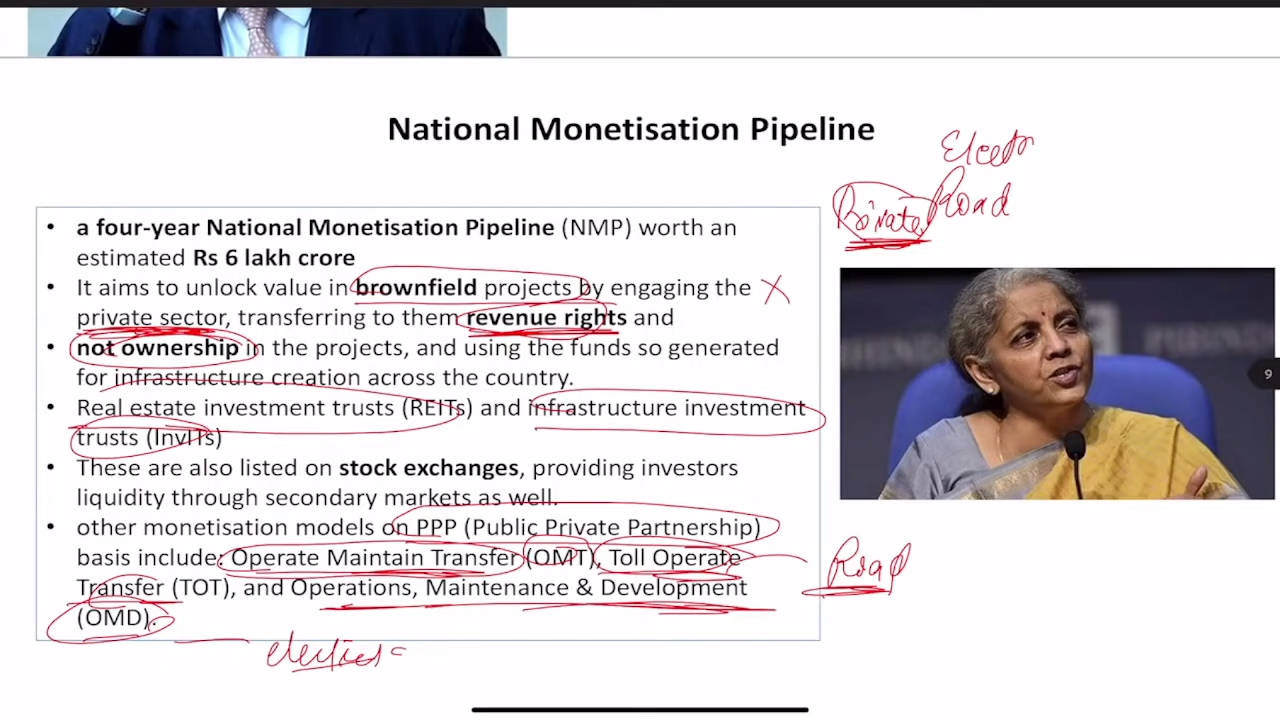 National Monetisation Pipeline
Electr
Private Road
• a four-year National Monetisation Pipeline (NMP) worth an
estimated Rs 6 lakh crore
• It aims to unlock value in brownfield projects by engaging the
private sector, transferring to them revenue rights and
• not ownership in the projects, and using the funds so generated
for infrastructure creation across the country.
• Real estate investment trusts (REITs) and infrastructure investment
trusts (InvITs)
• These are also listed on stock exchanges, providing investors
liquidity through secondary markets as well.
• other monetisation models on PPP (Public Private Partnership)
basis include: Operate Maintain Transfer (OMT), Toll Operate
Transfer (TOT), and Operations, Maintenance & Development
(OMD).
Road
9